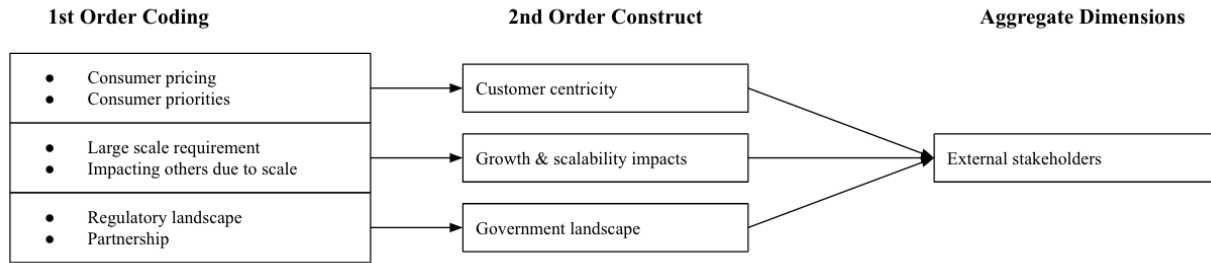 1st Order Coding
2nd Order Construct
Aggregate Dimensions
● Consumer pricing
● Consumer priorities
Customer centricity
● Large scale requirement
● Impacting others due to scale
Growth & scalability impacts
External stakeholders
● Regulatory landscape
● Partnership
Government landscape